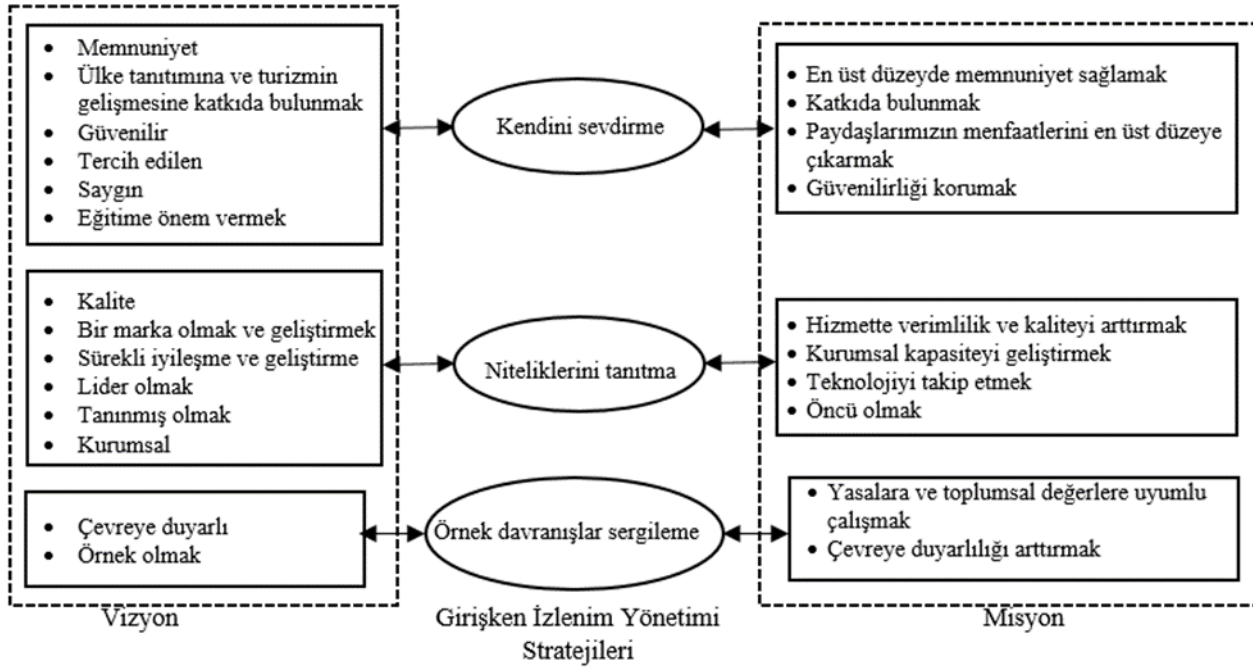 • Memnuniyet
• Ülke tanıtımına ve turizmin
gelişmesine katkıda bulunmak
• Güvenilir
• Tercih edilen
• Saygın
• Eğitime önem vermek
Kendini sevdirme
• En üst düzeyde memnuniyet sağlamak
• Katkıda bulunmak
• Paydaşlarımızın menfaatlerini en üst düzeye
çıkarmak
• Güvenilirliği korumak
• Kalite
• Bir marka olmak ve geliştirmek
• Sürekli iyileşme ve geliştirme
• Lider olmak
• Tanınmış olmak
• Kurumsal
Niteliklerini tanıtma
• Hizmette verimlilik ve kaliteyi arttırmak
• Kurumsal kapasiteyi geliştirmek
• Teknolojiyi takip etmek
• Öncü olmak
• Çevreye duyarlı
• Örnek olmak
Örnek davranışlar sergileme
• Yasalara ve toplumsal değerlere uyumlu
çalışmak
• Çevreye duyarlılığı arttırmak
Vizyon
Girişken İzlenim Yönetimi
Stratejileri
Misyon